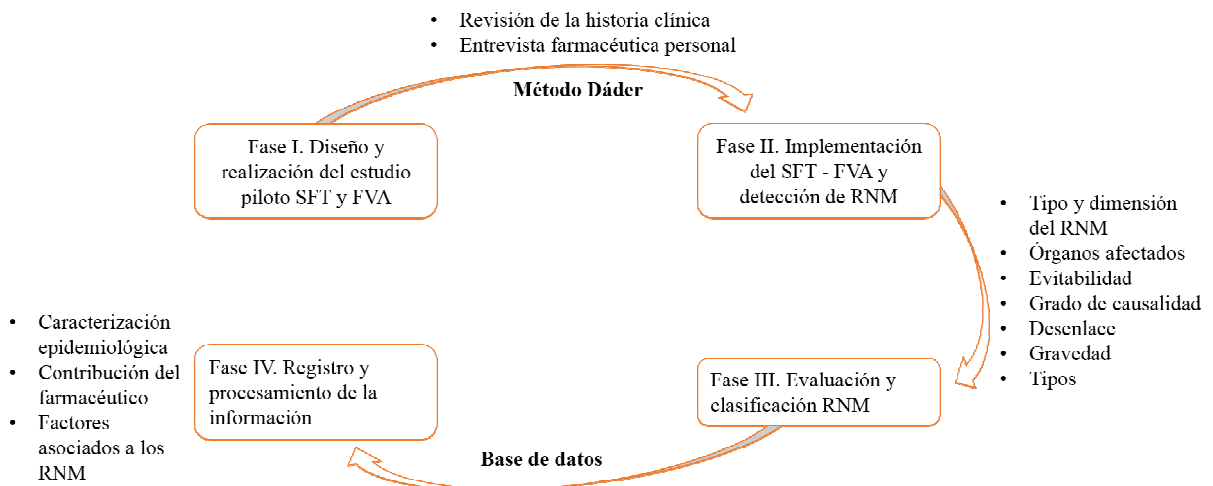 • Revisión de la historia clínica
• Entrevista farmacéutica personal
Método Dáder
Fase I. Diseño y
realización del estudio
piloto SFT y FVA
Fase II. Implementación
del SFT - FVA y
detección de RNM
• Tipo y dimensión
del RNM
• Órganos afectados
• Evitabilidad
• Grado de causalidad
• Desenlace
• Gravedad
• Tipos
Fase III. Evaluación y
clasificación RNM
Base de datos
Fase IV. Registro y
procesamiento de la
información
• Caracterización
epidemiológica
• Contribución del
farmacéutico
• Factores
asociados a los
RNM